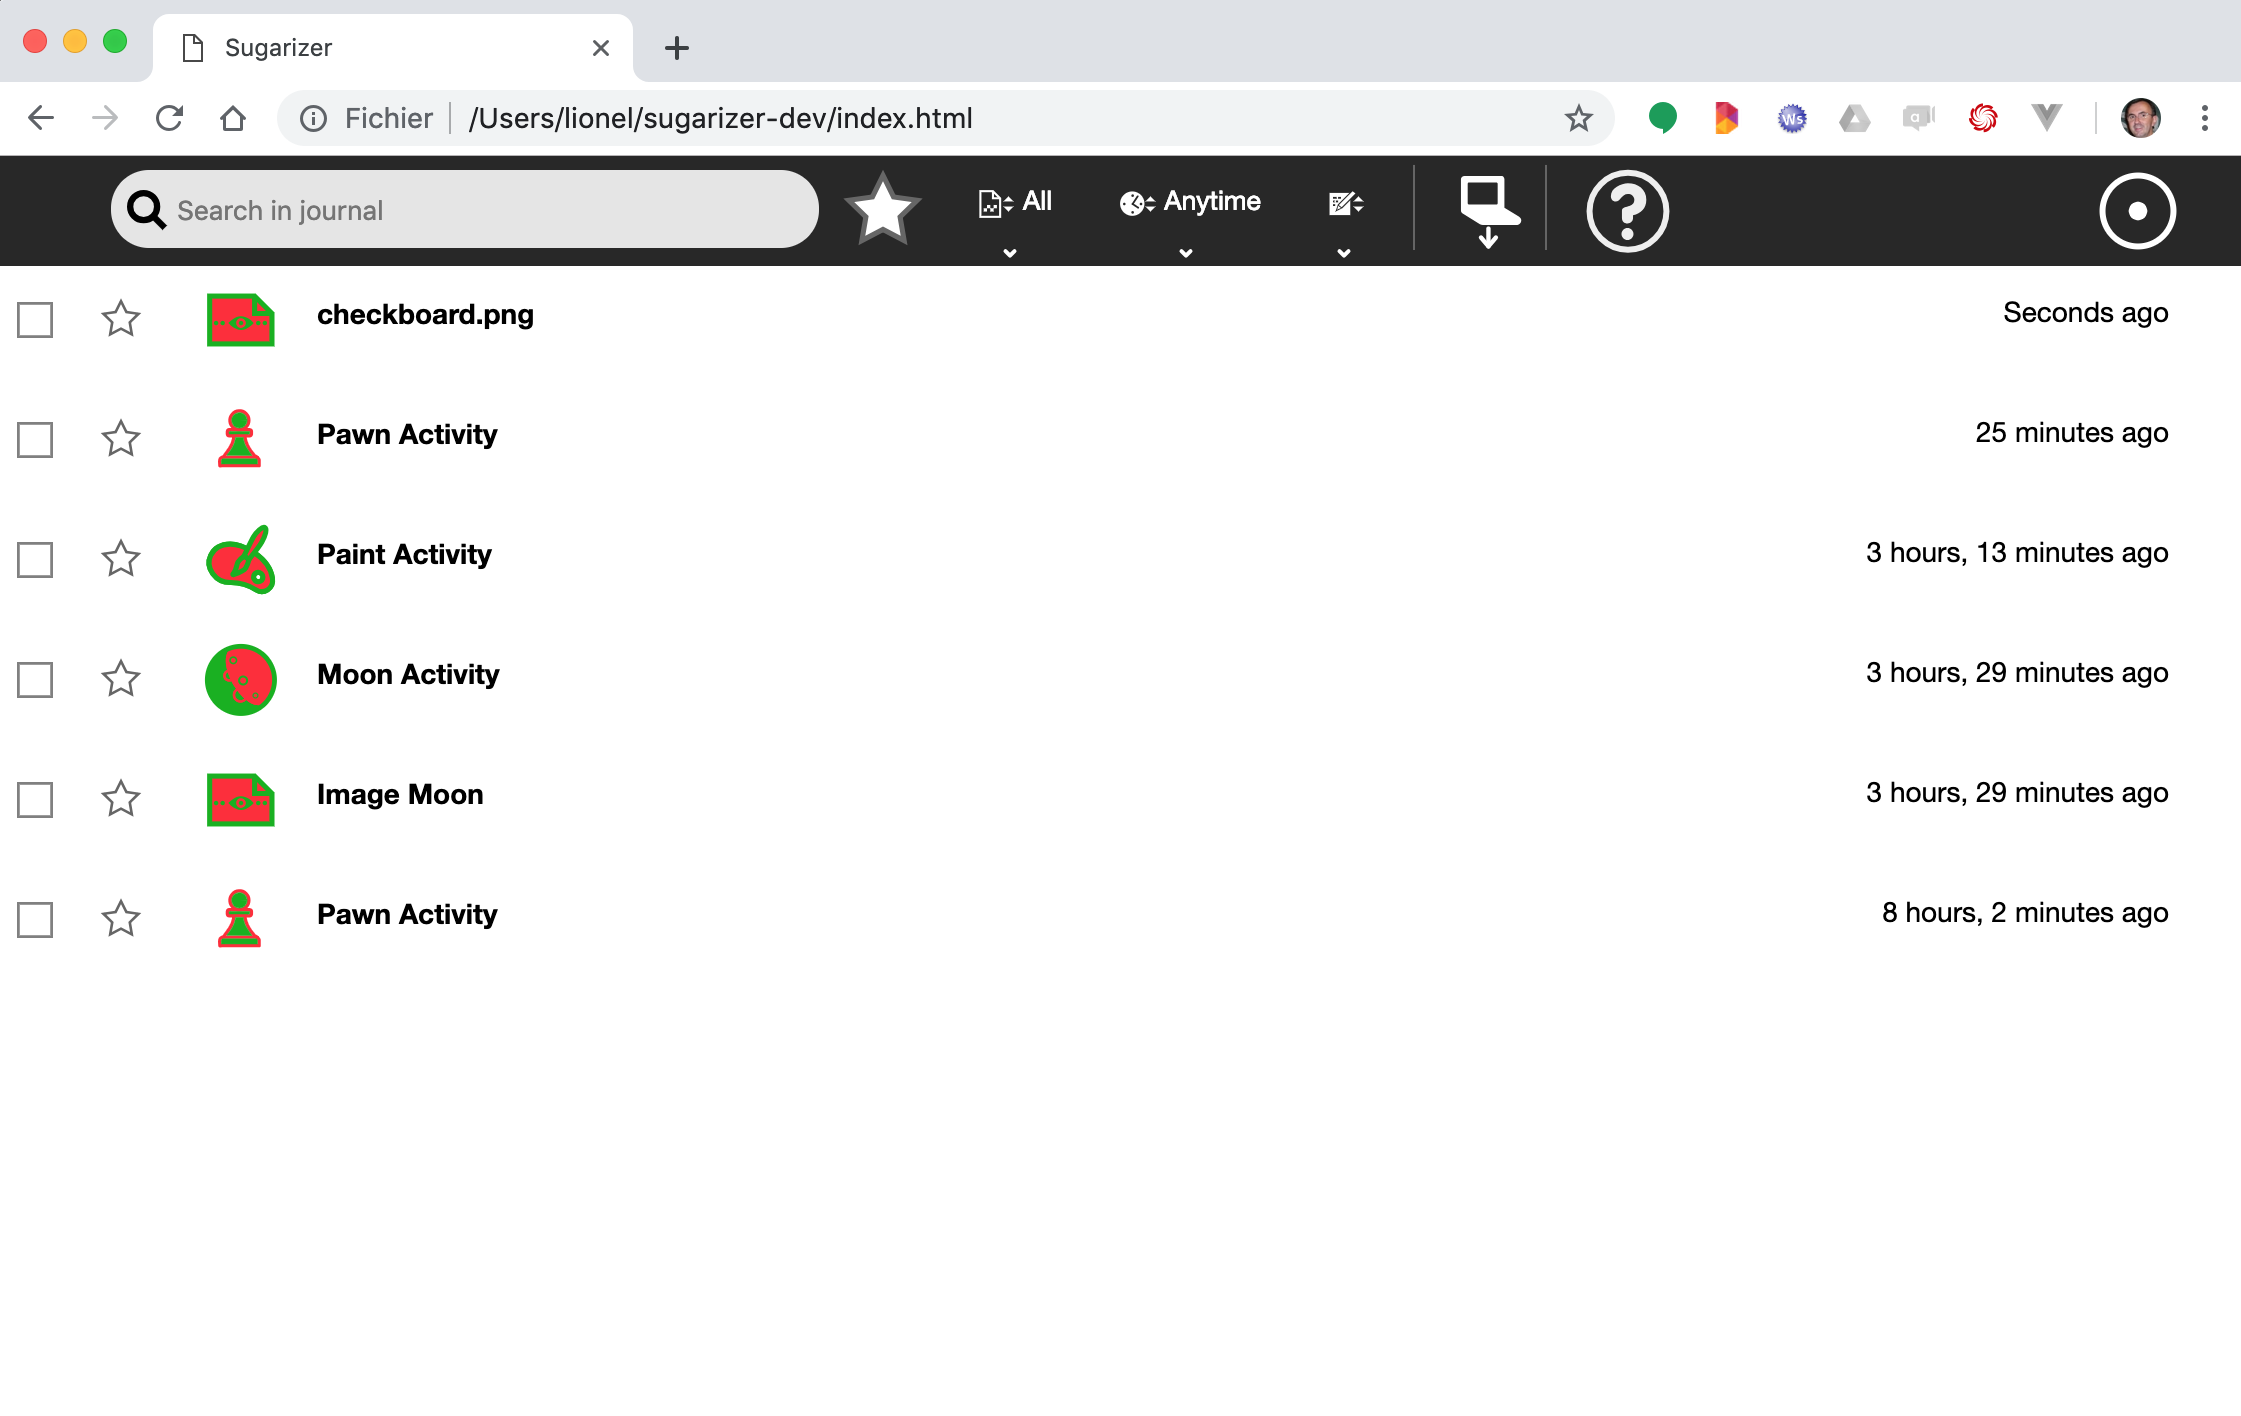 Sugarizer
Fichier /Users/lionel/sugarizer-dev/index.html
Ws a
Search in journal All Anytime
checkboard.png Seconds ago
Pawn Activity 25 minutes ago
Paint Activity 3 hours, 13 minutes ago
Moon Activity 3 hours, 29 minutes ago
Image Moon 3 hours, 29 minutes ago
Pawn Activity 8 hours, 2 minutes ago